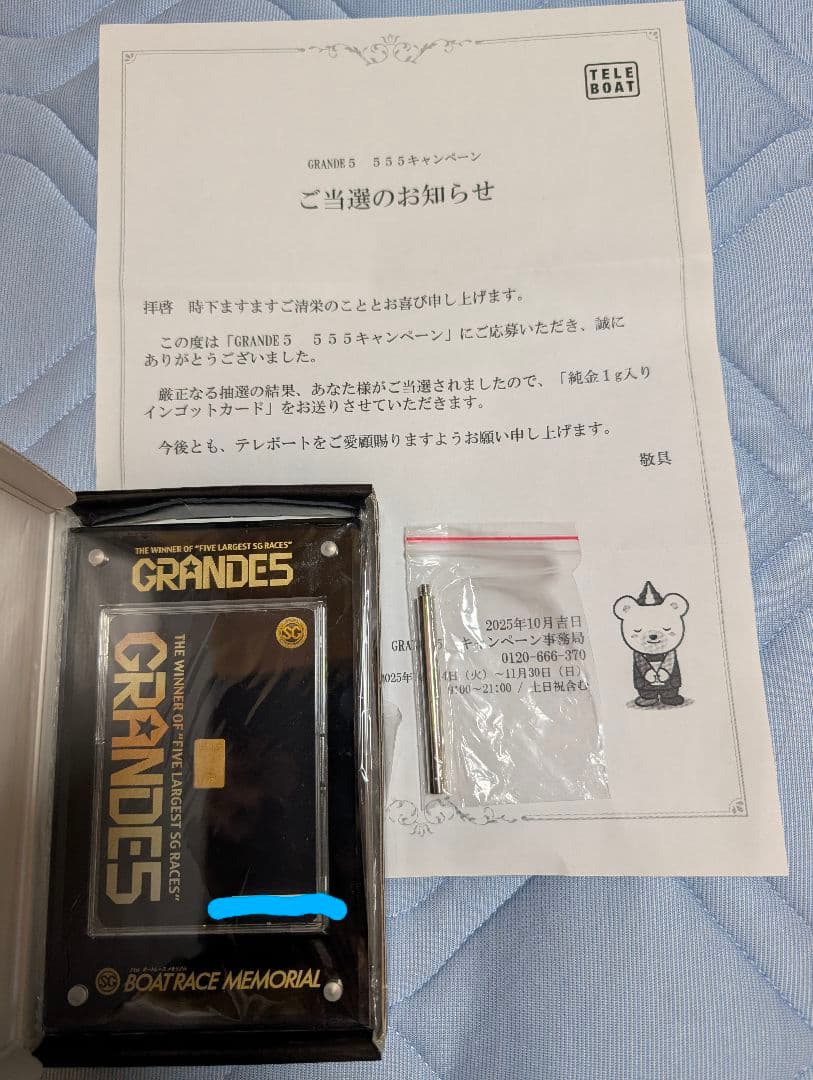 TELE
BOAT
GRANDE5　555キャンペーン
ご当選のお知らせ
拝啓　時下ますますご清栄のこととお喜び申し上げます。
この度は「GRANDE5　555キャンペーン」にご応募いただき、誠に
ありがとうございました。
厳正なる抽選の結果、あなた様がご当選されましたので、「純金1g入り
インゴットカード」をお送りさせていただきます。
今後とも、テレボートをご愛顧賜りますようお願い申し上げます。
敬具
2025年10月吉日
キャンペーン事務局
0120-666-370
（火）～11月30日（日）
9:00～21:00 / 土日祝含む
THE WINNER OF "FIVE LARGEST SG RACES"
GRANDE5
SG
THE WINNER OF "FIVE LARGEST SG RACES"
GRANDE5
SG BOATRACE MEMORIAL